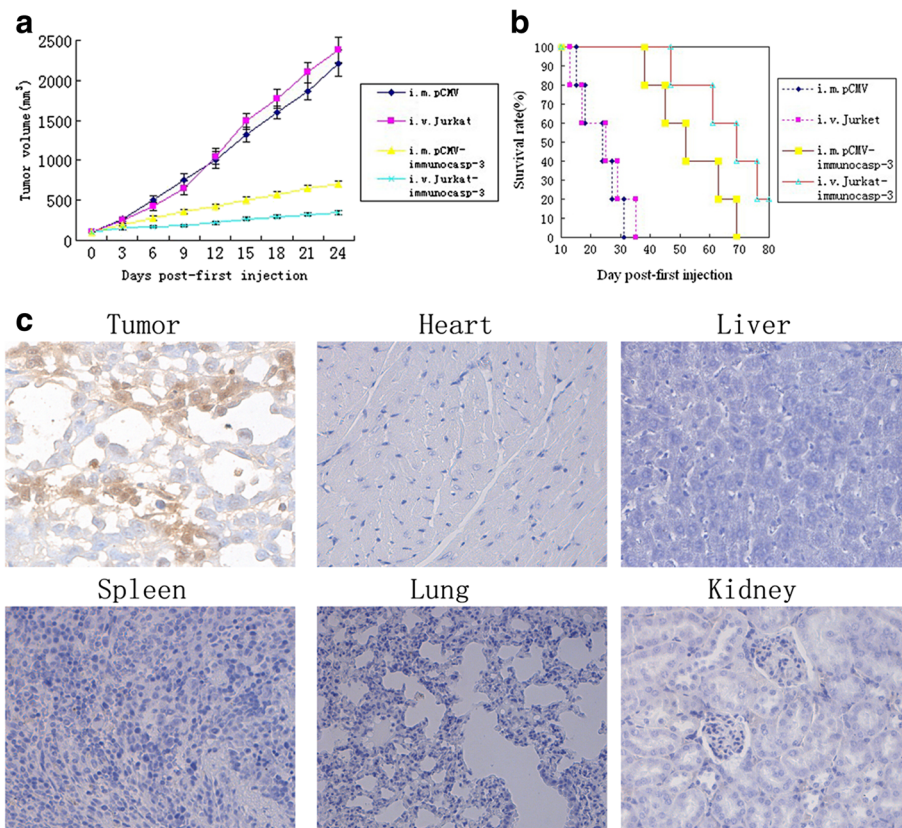 a
2500
2000
1500
1000
500
0
Tumor volume(mm³)
0 3 6 9 12 15 18 21 24
Days post-first injection
i.m.pCMV
i.v.Jurkat
i.m.pCMV-
immunocasp-3
i.v.Jurkat-
immunocasp-3
b
100
90
80
70
60
50
40
30
20
10
0
Survival rate(%)
10 20 30 40 50 60 70 80
Day post-first injection
i.m.pCMV
i.v.Jurket
i.m.pCMV-
immunocasp-3
i.v.Jurkat-
immunocasp-3
c
Tumor Heart Liver
Spleen Lung Kidney